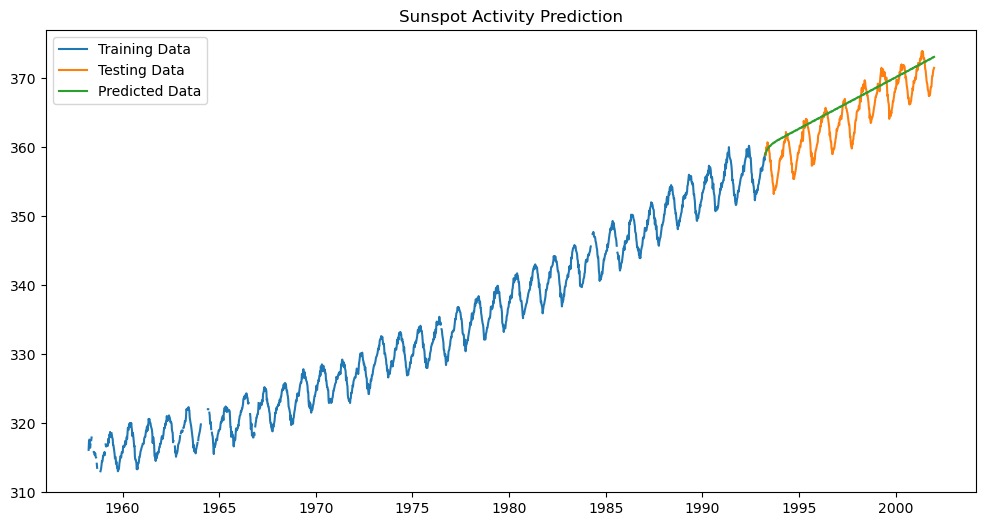 Sunspot Activity Prediction
Training Data
Testing Data
Predicted Data
370
360
350
340
330
320
310
1960 1965 1970 1975 1980 1985 1990 1995 2000